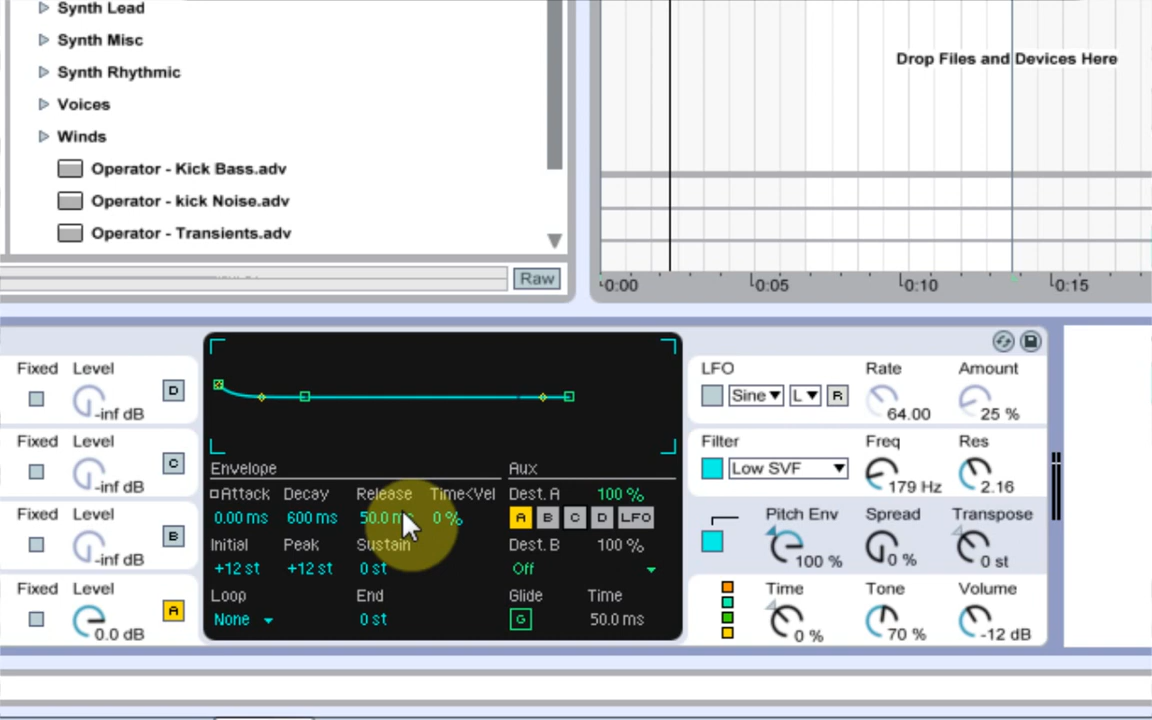 Synth Lead
Synth Misc
Synth Rhythmic
Voices
Winds
Operator - Kick Bass.adv
Operator - kick Noise.adv
Operator - Transients.adv
Raw
Drop Files and Devices Here
0:00 0:05 0:10 0:15
Fixed Level
-inf dB
D
Fixed Level
-inf dB
C
Fixed Level
-inf dB
B
Fixed Level
0.0 dB
A
Envelope
Attack Decay Release Time<Vel
0.00 ms 600 ms 50.0 ms 0 %
Initial Peak Sustain
+12 st +12 st 0 st
Loop End
None 0 st
Aux
Dest. A 100 %
A B C D LFO
Dest. B 100 %
Off
Glide Time
G 50.0 ms
LFO Rate Amount
Sine L R 64.00 25 %
Filter Freq Res
Low SVF 179 Hz 2.16
Pitch Env Spread Transpose
100 % 0 % 0 st
Time Tone Volume
0 % 70 % -12 dB